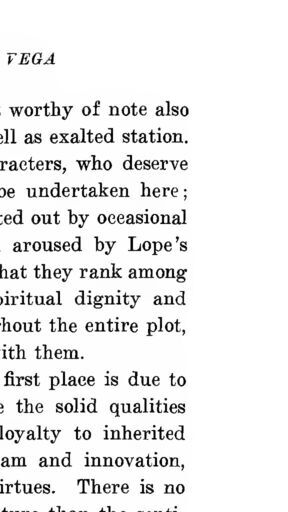 VEGA
worthy of note also
ell as exalted station.
racters, who deserve
be undertaken here;
ted out by occasional
aroused by Lope's
hat they rank among
piritual dignity and
hout the entire plot,
ith them.
first place is due to
e the solid qualities
loyalty to inherited
am and innovation,
irtues. There is no
than the